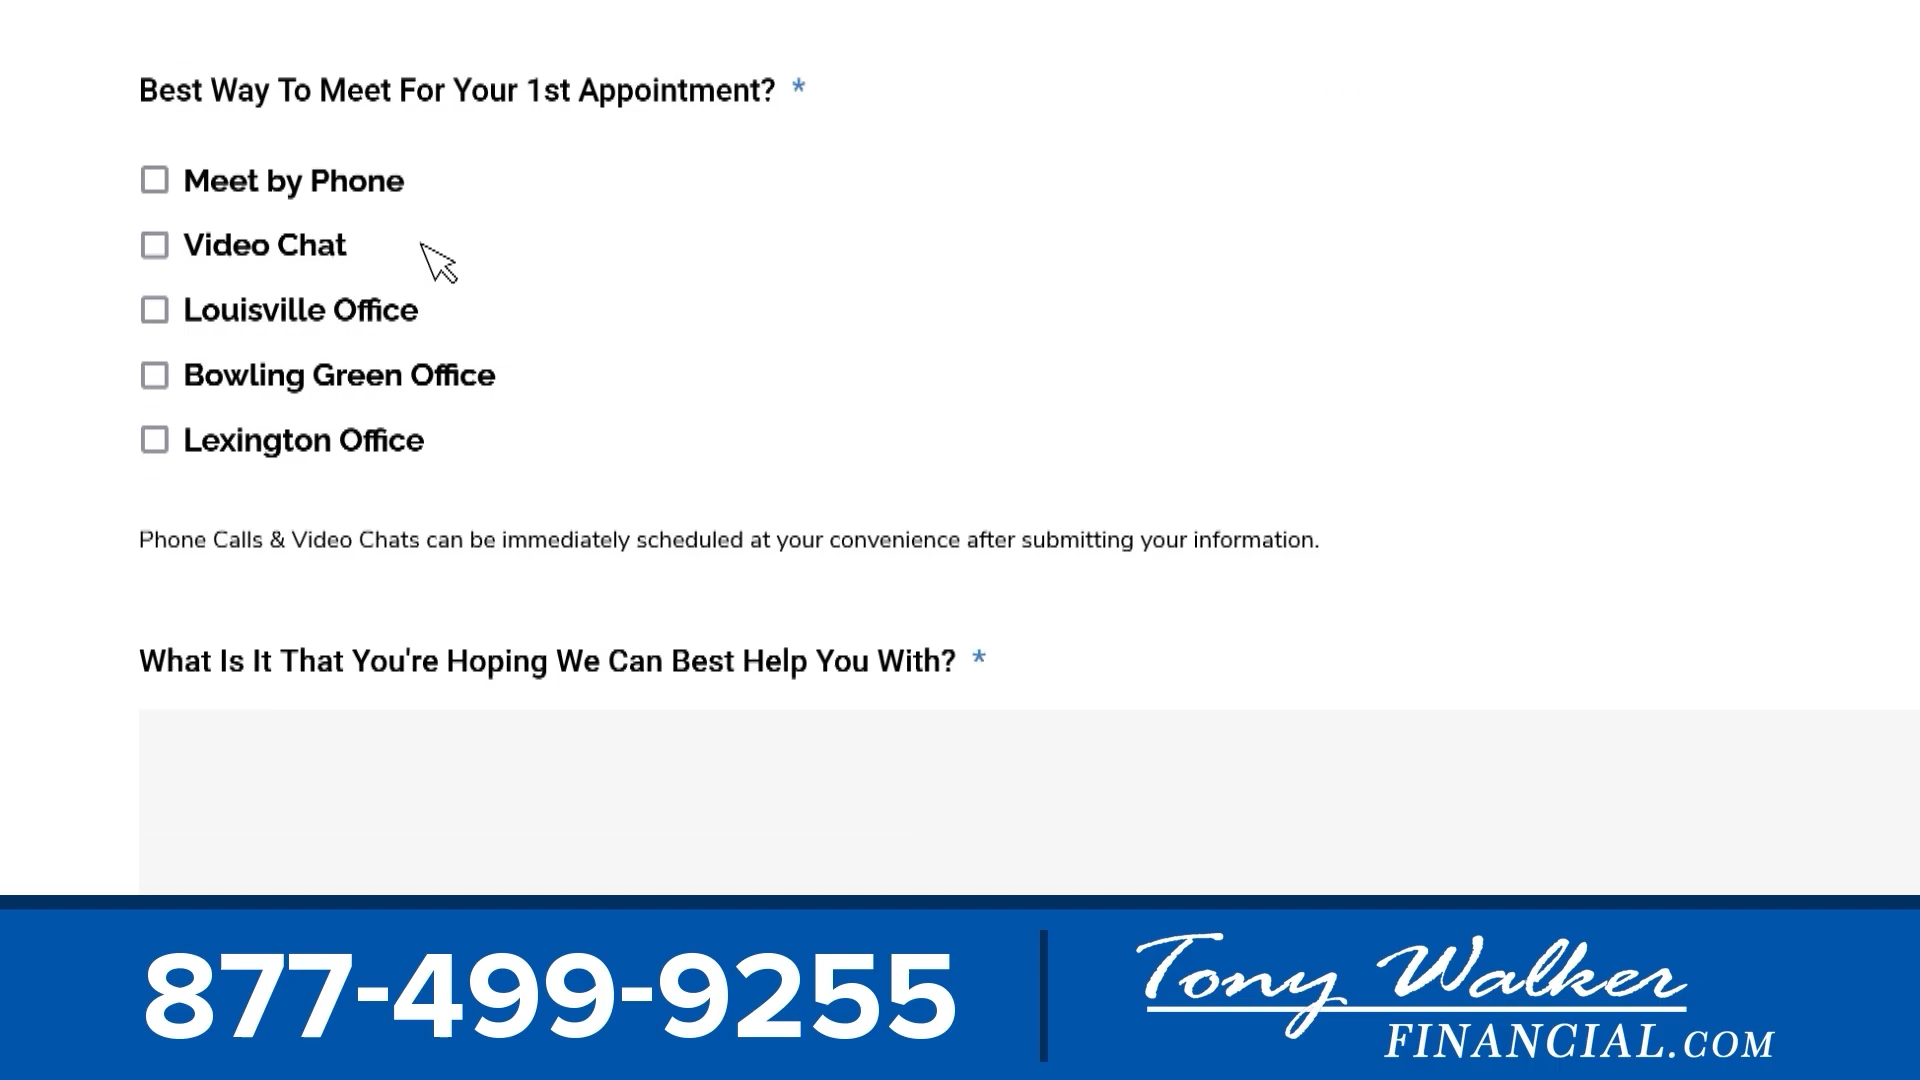 Best Way To Meet For Your 1st Appointment? *
Meet by Phone
Video Chat
Louisville Office
Bowling Green Office
Lexington Office
Phone Calls & Video Chats can be immediately scheduled at your convenience after submitting your information.
What Is It That You're Hoping We Can Best Help You With? *
877-499-9255
Tony Walker
FINANCIAL.COM